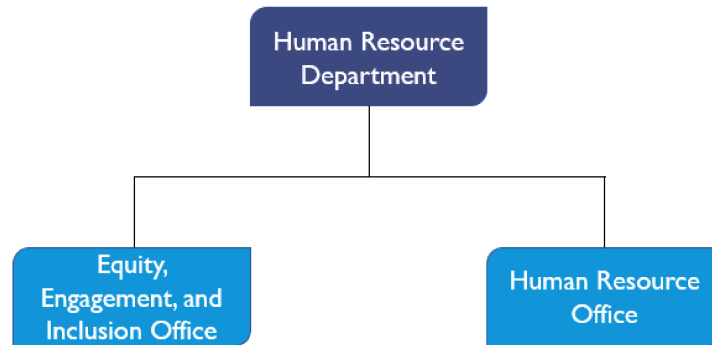 Human Resource
Department
Equity,
Engagement, and
Inclusion Office
Human Resource
Office